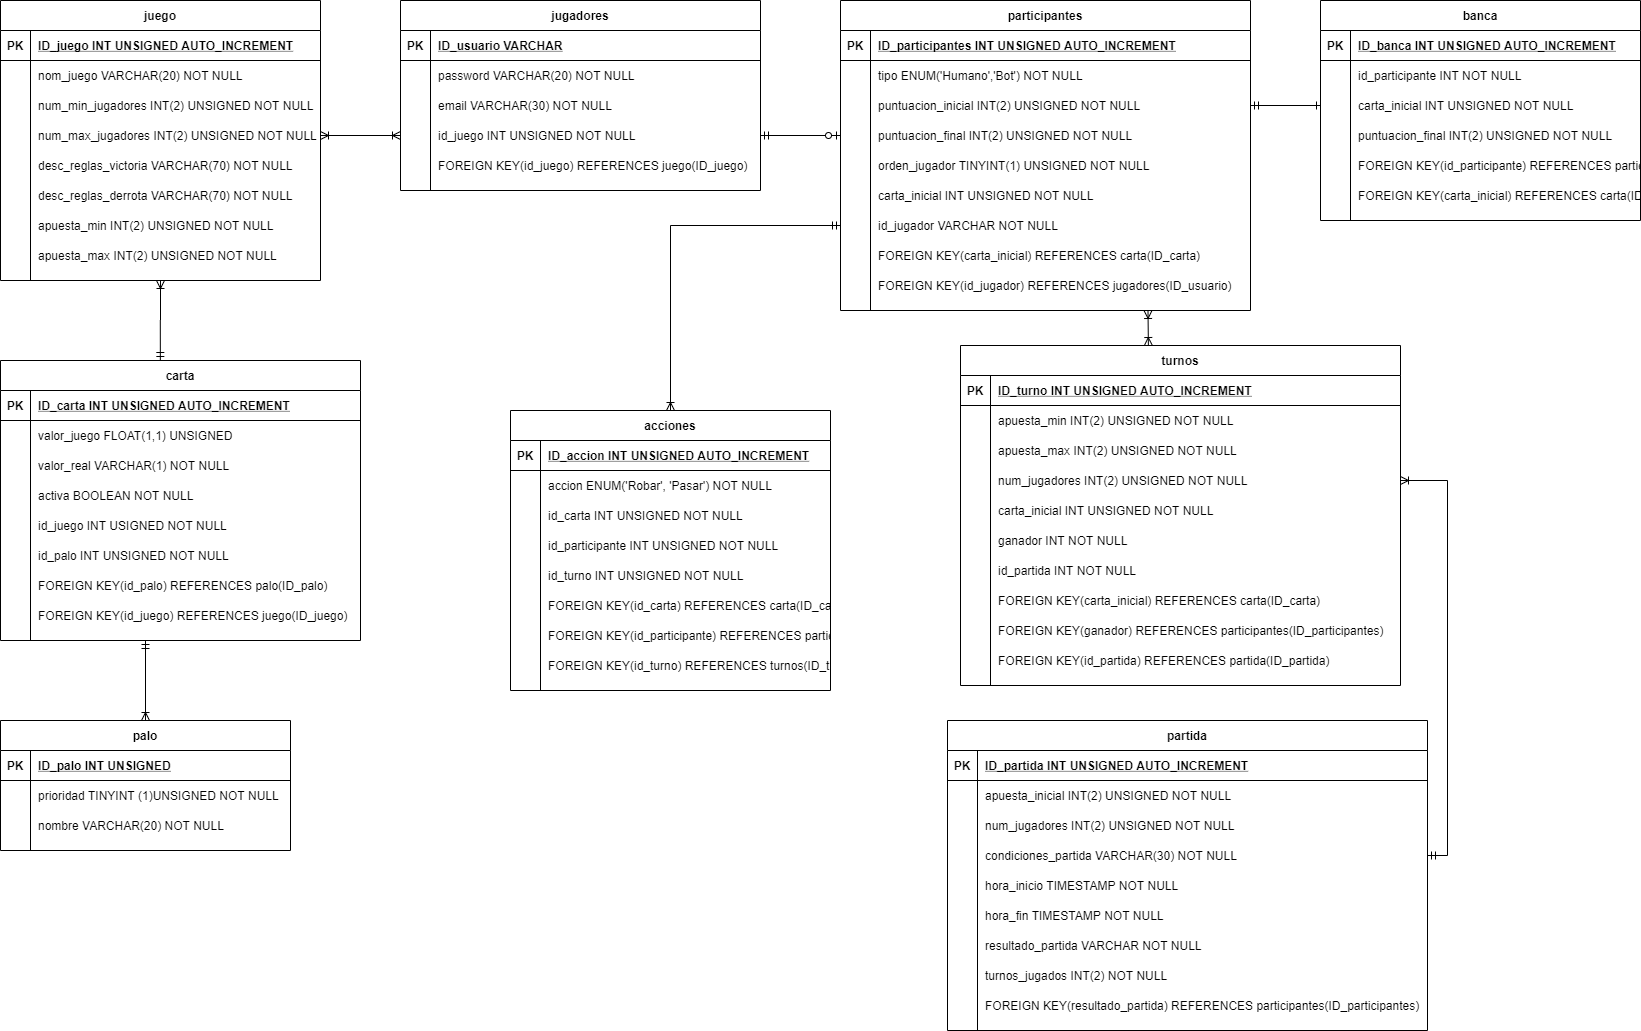 juego
PK ID_juego INT UNSIGNED AUTO_INCREMENT
nom_juego VARCHAR(20) NOT NULL
num_min_jugadores INT(2) UNSIGNED NOT NULL
num_max_jugadores INT(2) UNSIGNED NOT NULL
desc_reglas_victoria VARCHAR(70) NOT NULL
desc_reglas_derrota VARCHAR(70) NOT NULL
apuesta_min INT(2) UNSIGNED NOT NULL
apuesta_max INT(2) UNSIGNED NOT NULL
jugadores
PK ID_usuario VARCHAR
password VARCHAR(20) NOT NULL
email VARCHAR(30) NOT NULL
id_juego INT UNSIGNED NOT NULL
FOREIGN KEY(id_juego) REFERENCES juego(ID_juego)
participantes
PK ID_participantes INT UNSIGNED AUTO_INCREMENT
tipo ENUM('Humano','Bot') NOT NULL
puntuacion_inicial INT(2) UNSIGNED NOT NULL
puntuacion_final INT(2) UNSIGNED NOT NULL
orden_jugador TINYINT(1) UNSIGNED NOT NULL
carta_inicial INT UNSIGNED NOT NULL
id_jugador VARCHAR NOT NULL
FOREIGN KEY(carta_inicial) REFERENCES carta(ID_carta)
FOREIGN KEY(id_jugador) REFERENCES jugadores(ID_usuario)
banca
PK ID_banca INT UNSIGNED AUTO_INCREMENT
id_participante INT NOT NULL
carta_inicial INT UNSIGNED NOT NULL
puntuacion_final INT(2) UNSIGNED NOT NULL
FOREIGN KEY(id_participante) REFERENCES parti
FOREIGN KEY(carta_inicial) REFERENCES carta(ID
carta
PK ID_carta INT UNSIGNED AUTO_INCREMENT
valor_juego FLOAT(1,1) UNSIGNED
valor_real VARCHAR(1) NOT NULL
activa BOOLEAN NOT NULL
id_juego INT USIGNED NOT NULL
id_palo INT UNSIGNED NOT NULL
FOREIGN KEY(id_palo) REFERENCES palo(ID_palo)
FOREIGN KEY(id_juego) REFERENCES juego(ID_juego)
acciones
PK ID_accion INT UNSIGNED AUTO_INCREMENT
accion ENUM('Robar', 'Pasar') NOT NULL
id_carta INT UNSIGNED NOT NULL
id_participante INT UNSIGNED NOT NULL
id_turno INT UNSIGNED NOT NULL
FOREIGN KEY(id_carta) REFERENCES carta(ID_ca
FOREIGN KEY(id_participante) REFERENCES parti
FOREIGN KEY(id_turno) REFERENCES turnos(ID_t
turnos
PK ID_turno INT UNSIGNED AUTO_INCREMENT
apuesta_min INT(2) UNSIGNED NOT NULL
apuesta_max INT(2) UNSIGNED NOT NULL
num_jugadores INT(2) UNSIGNED NOT NULL
carta_inicial INT UNSIGNED NOT NULL
ganador INT NOT NULL
id_partida INT NOT NULL
FOREIGN KEY(carta_inicial) REFERENCES carta(ID_carta)
FOREIGN KEY(ganador) REFERENCES participantes(ID_participantes)
FOREIGN KEY(id_partida) REFERENCES partida(ID_partida)
palo
PK ID_palo INT UNSIGNED
prioridad TINYINT (1)UNSIGNED NOT NULL
nombre VARCHAR(20) NOT NULL
partida
PK ID_partida INT UNSIGNED AUTO_INCREMENT
apuesta_inicial INT(2) UNSIGNED NOT NULL
num_jugadores INT(2) UNSIGNED NOT NULL
condiciones_partida VARCHAR(30) NOT NULL
hora_inicio TIMESTAMP NOT NULL
hora_fin TIMESTAMP NOT NULL
resultado_partida VARCHAR NOT NULL
turnos_jugados INT(2) NOT NULL
FOREIGN KEY(resultado_partida) REFERENCES participantes(ID_participantes)